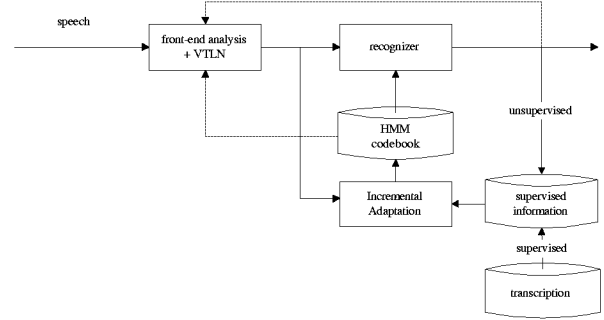 speech
front-end analysis
+ VTLN
recognizer
unsupervised
HMM
codebook
Incremental
Adaptation
supervised
information
supervised
transcription